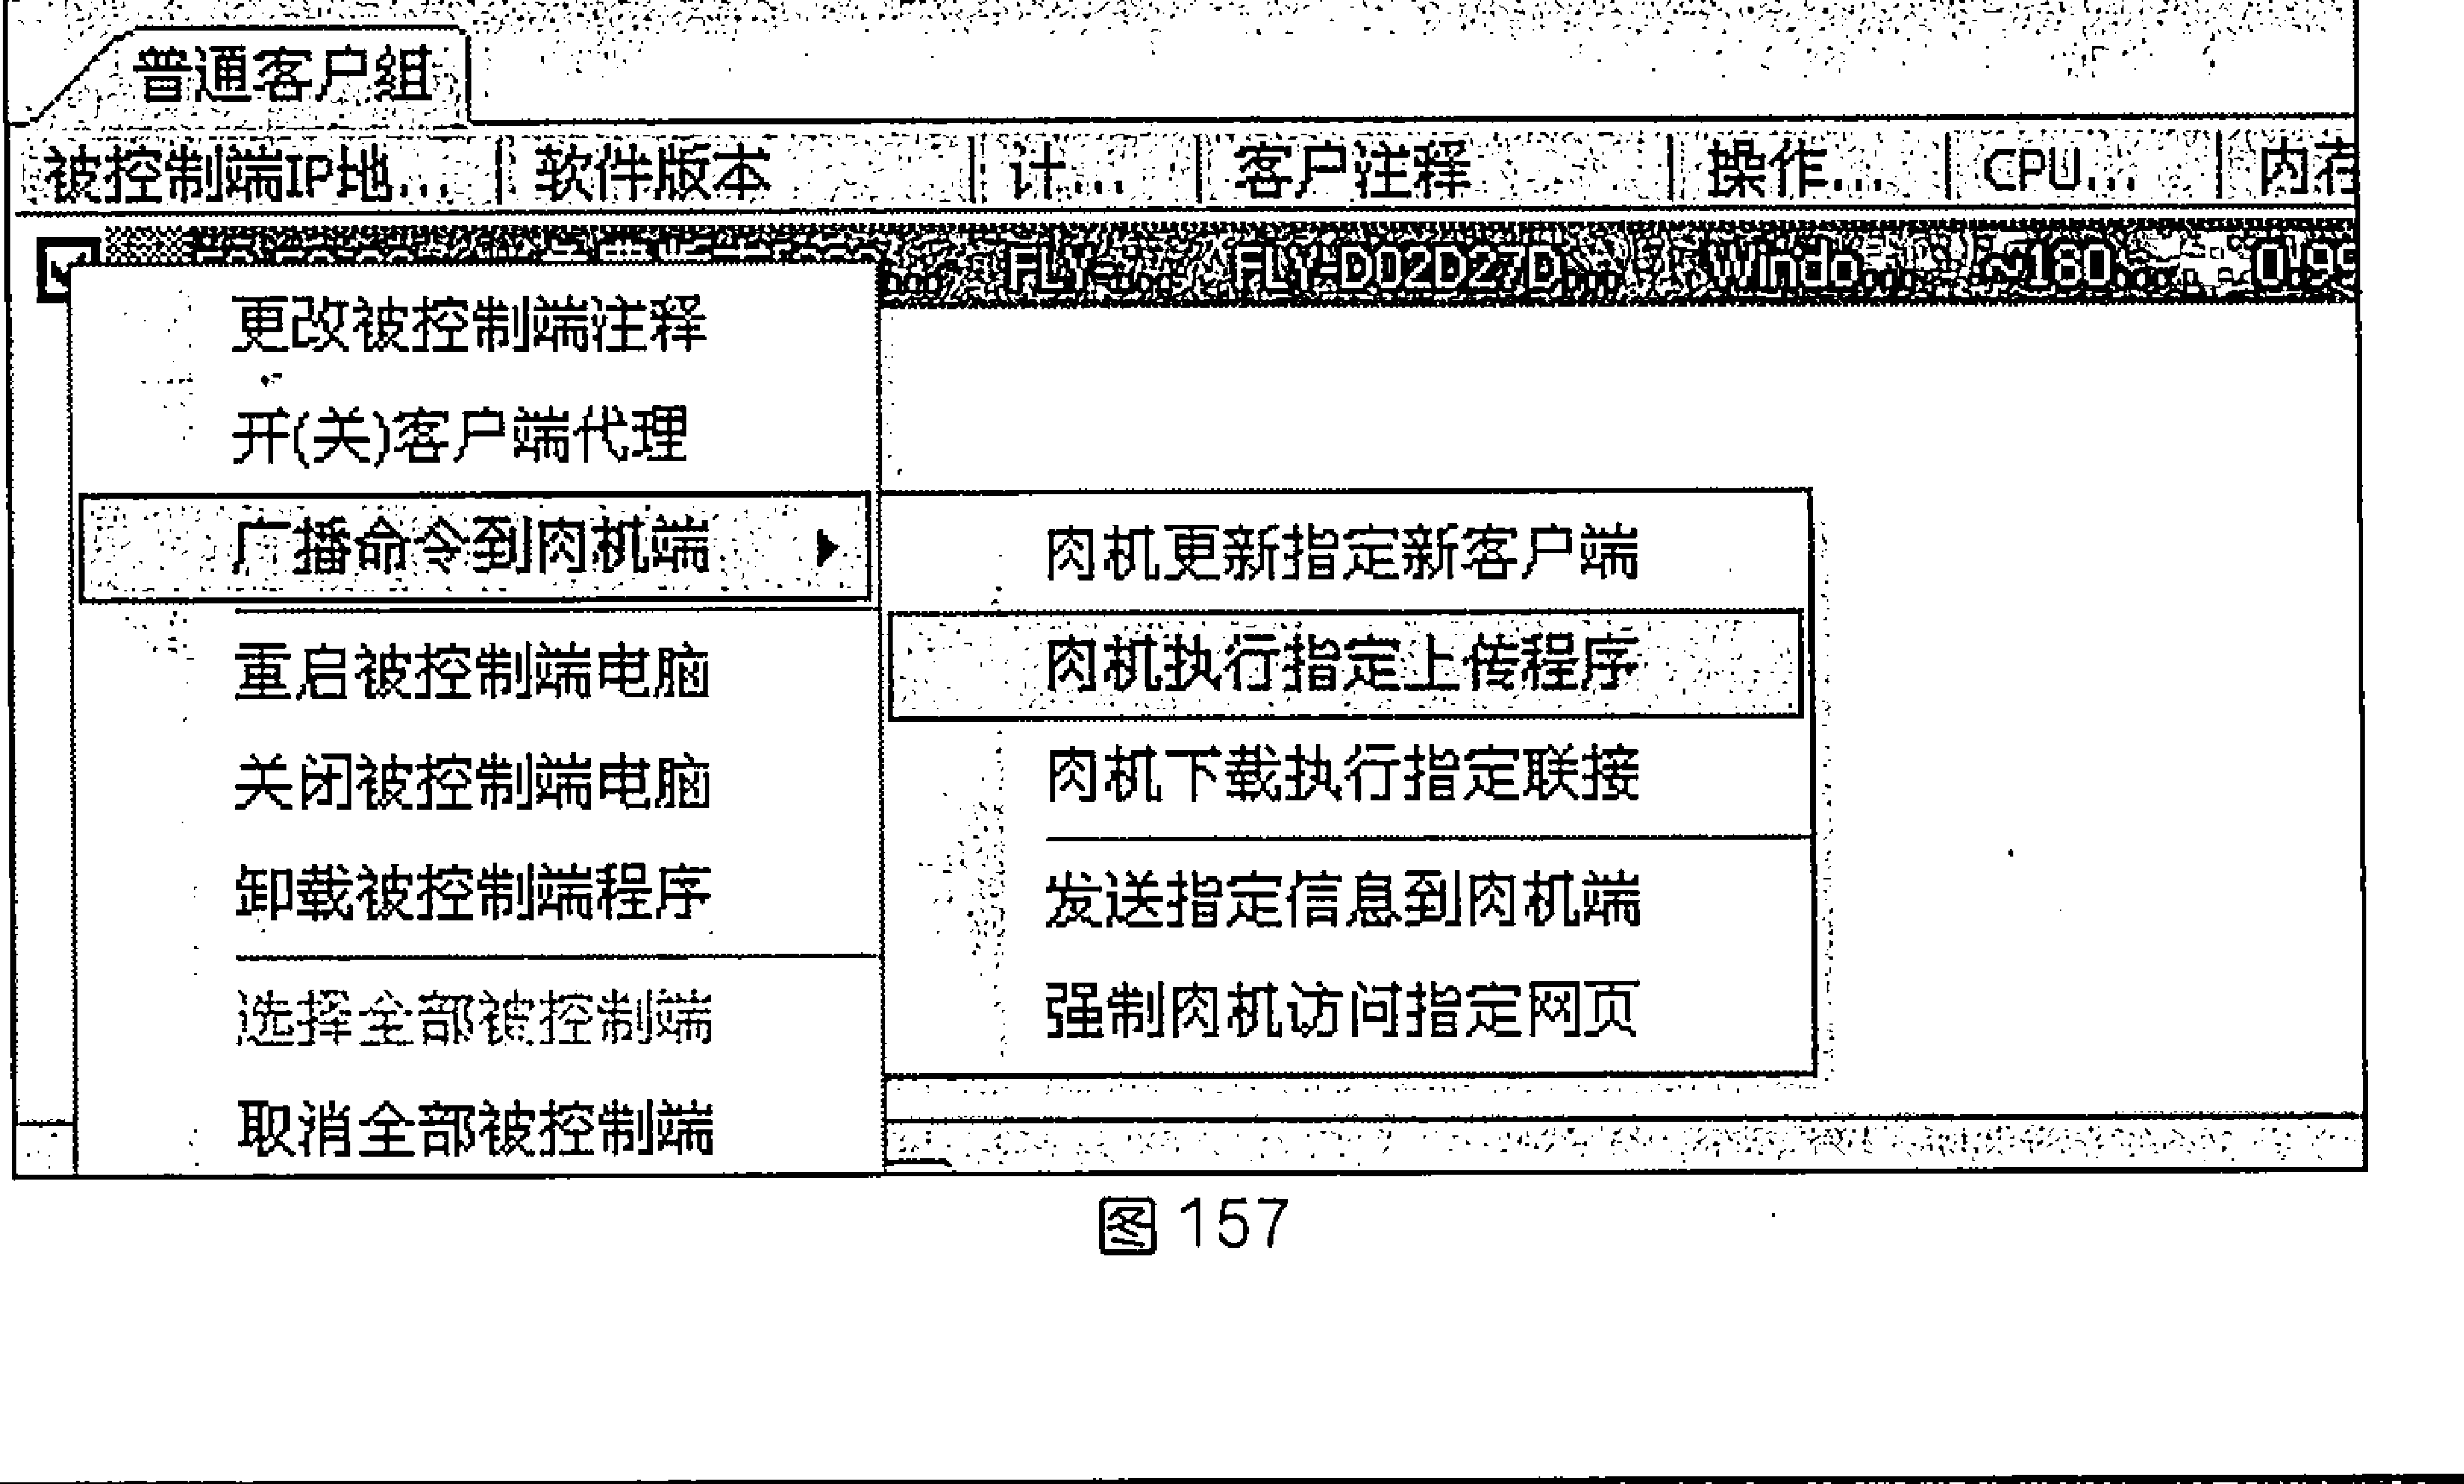 普通客户组
被控制端IP地... 软件版本 计... 客户注释 操作... CPU... 内存
FLY-... FLY-D02D27D... Windo... ~180... 0.99
更改被控制端注释
开(关)客户端代理
广播命令到肉机端
重启被控制端电脑
关闭被控制端电脑
卸载被控制端程序
选择全部被控制端
取消全部被控制端
肉机更新指定新客户端
肉机执行指定上传程序
肉机下载执行指定联接
发送指定信息到肉机端
强制肉机访问指定网页
图 157